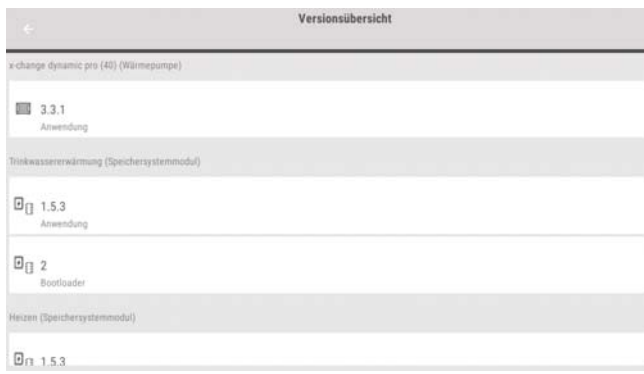 Versionsübersicht
x-change dynamic pro (40) (Wärmepumpe)
3.3.1
Anwendung
Trinkwassererwärmung (Speichersystemmodul)
1.5.3
Anwendung
2
Bootloader
Heizen (Speichersystemmodul)
1.5.3